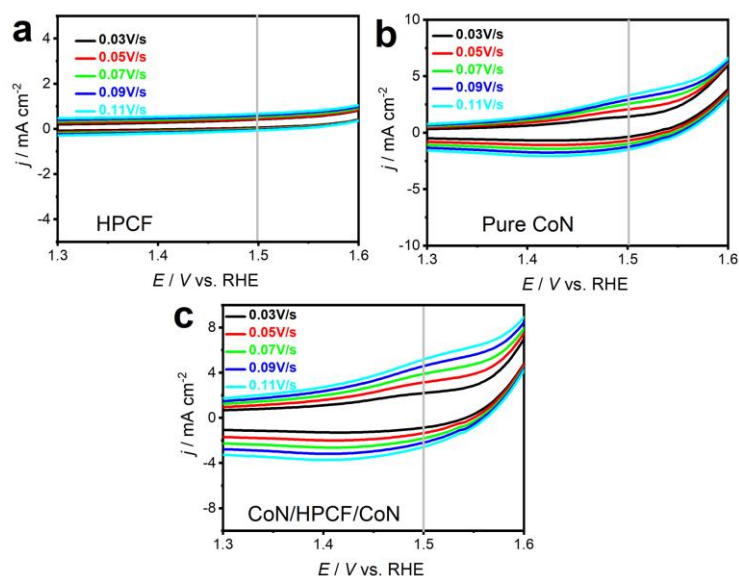 a
0.03V/s
0.05V/s
0.07V/s
0.09V/s
0.11V/s
4
2
0
-2
-4
j / mA cm⁻²
HPCF
1.3 1.4 1.5 1.6
E / V vs. RHE
b
0.03V/s
0.05V/s
0.07V/s
0.09V/s
0.11V/s
10
5
0
-5
-10
j / mA cm⁻²
Pure CoN
1.3 1.4 1.5 1.6
E / V vs. RHE
c
0.03V/s
0.05V/s
0.07V/s
0.09V/s
0.11V/s
8
4
0
-4
-8
j / mA cm⁻²
CoN/HPCF/CoN
1.3 1.4 1.5 1.6
E / V vs. RHE